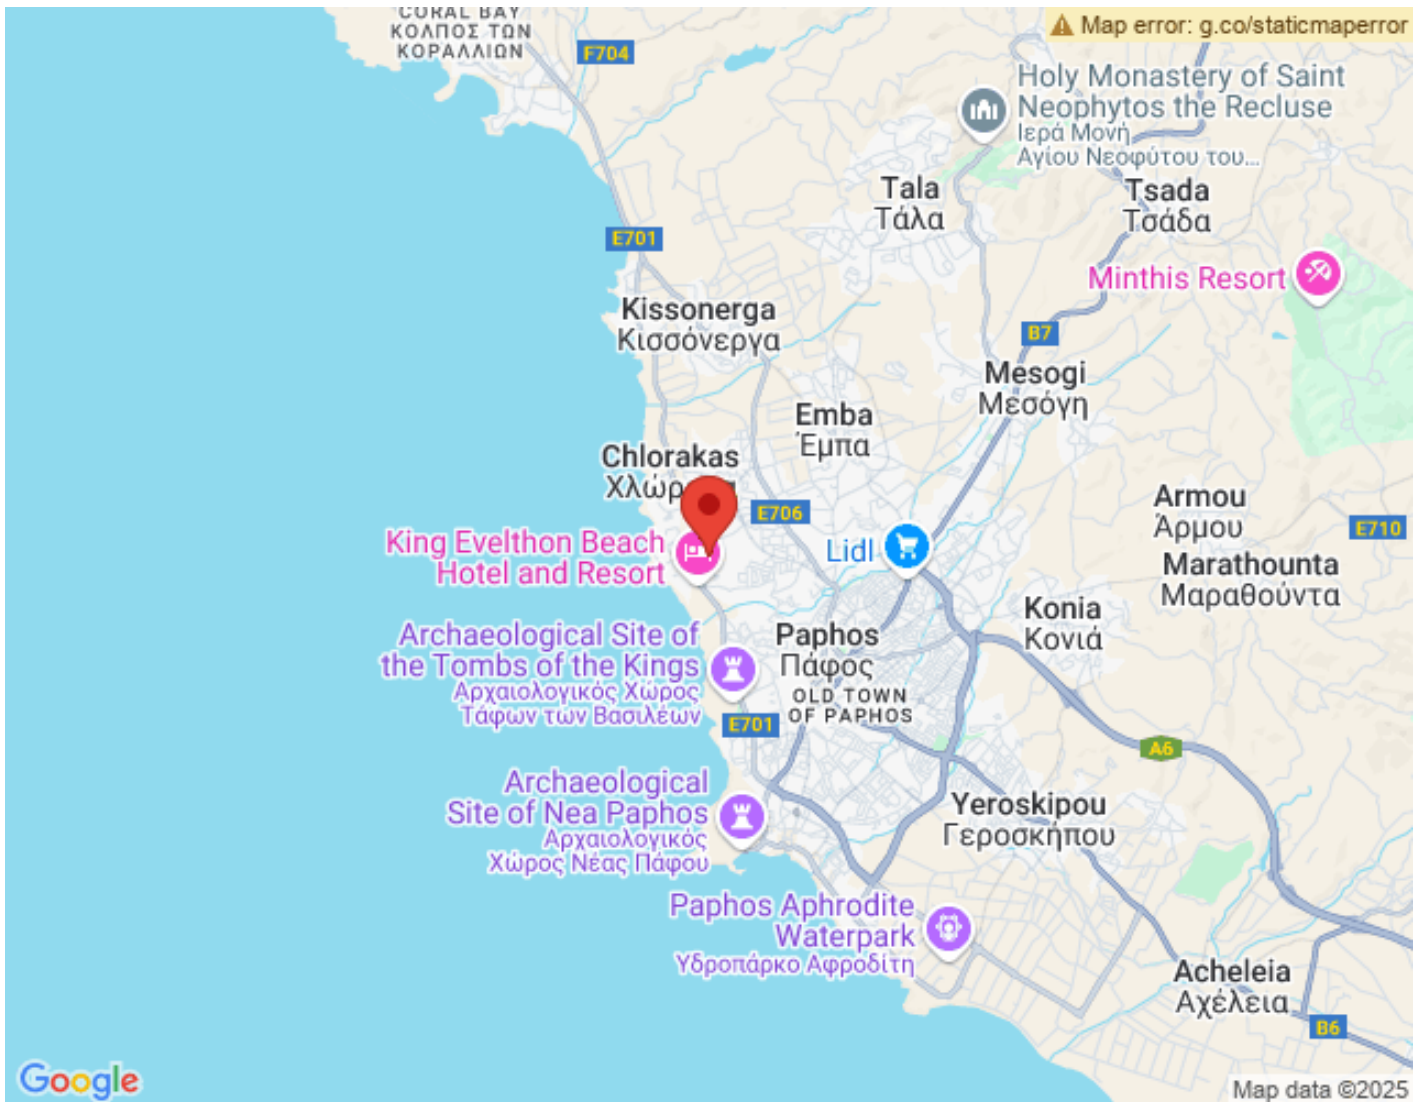 CORAL BAY
ΚΟΛΠΟΣ ΤΩΝ
ΚΟΡΑΛΛΙΩΝ
F704
Map error: g.co/staticmaperror
Holy Monastery of Saint
Neophytos the Recluse
Ιερά Μονή
Αγίου Νεοφύτου του...
Tala
Τάλα
Tsada
Τσάδα
E701
Minthis Resort
Kissonerga
Κισσόνεργα
B7
Mesogi
Μεσόγη
Emba
Έμπα
Chlorakas
E706
Armou
Άρμου
E710
King Evelthon Beach
Hotel and Resort
Lidl
Marathounta
Μαραθούντα
Konia
Κονιά
Archaeological Site of
the Tombs of the Kings
Αρχαιολογικός Χώρος
Τάφων των Βασιλέων
Paphos
Πάφος
OLD TOWN
OF PAPHOS
E701
A6
Archaeological
Site of Nea Paphos
Αρχαιολογικός
Χώρος Νέας Πάφου
Yeroskipou
Γεροσκήπου
Paphos Aphrodite
Waterpark
Υδροπάρκο Αφροδίτη
Acheleia
Αχέλεια
B6
Google
Map data ©2025